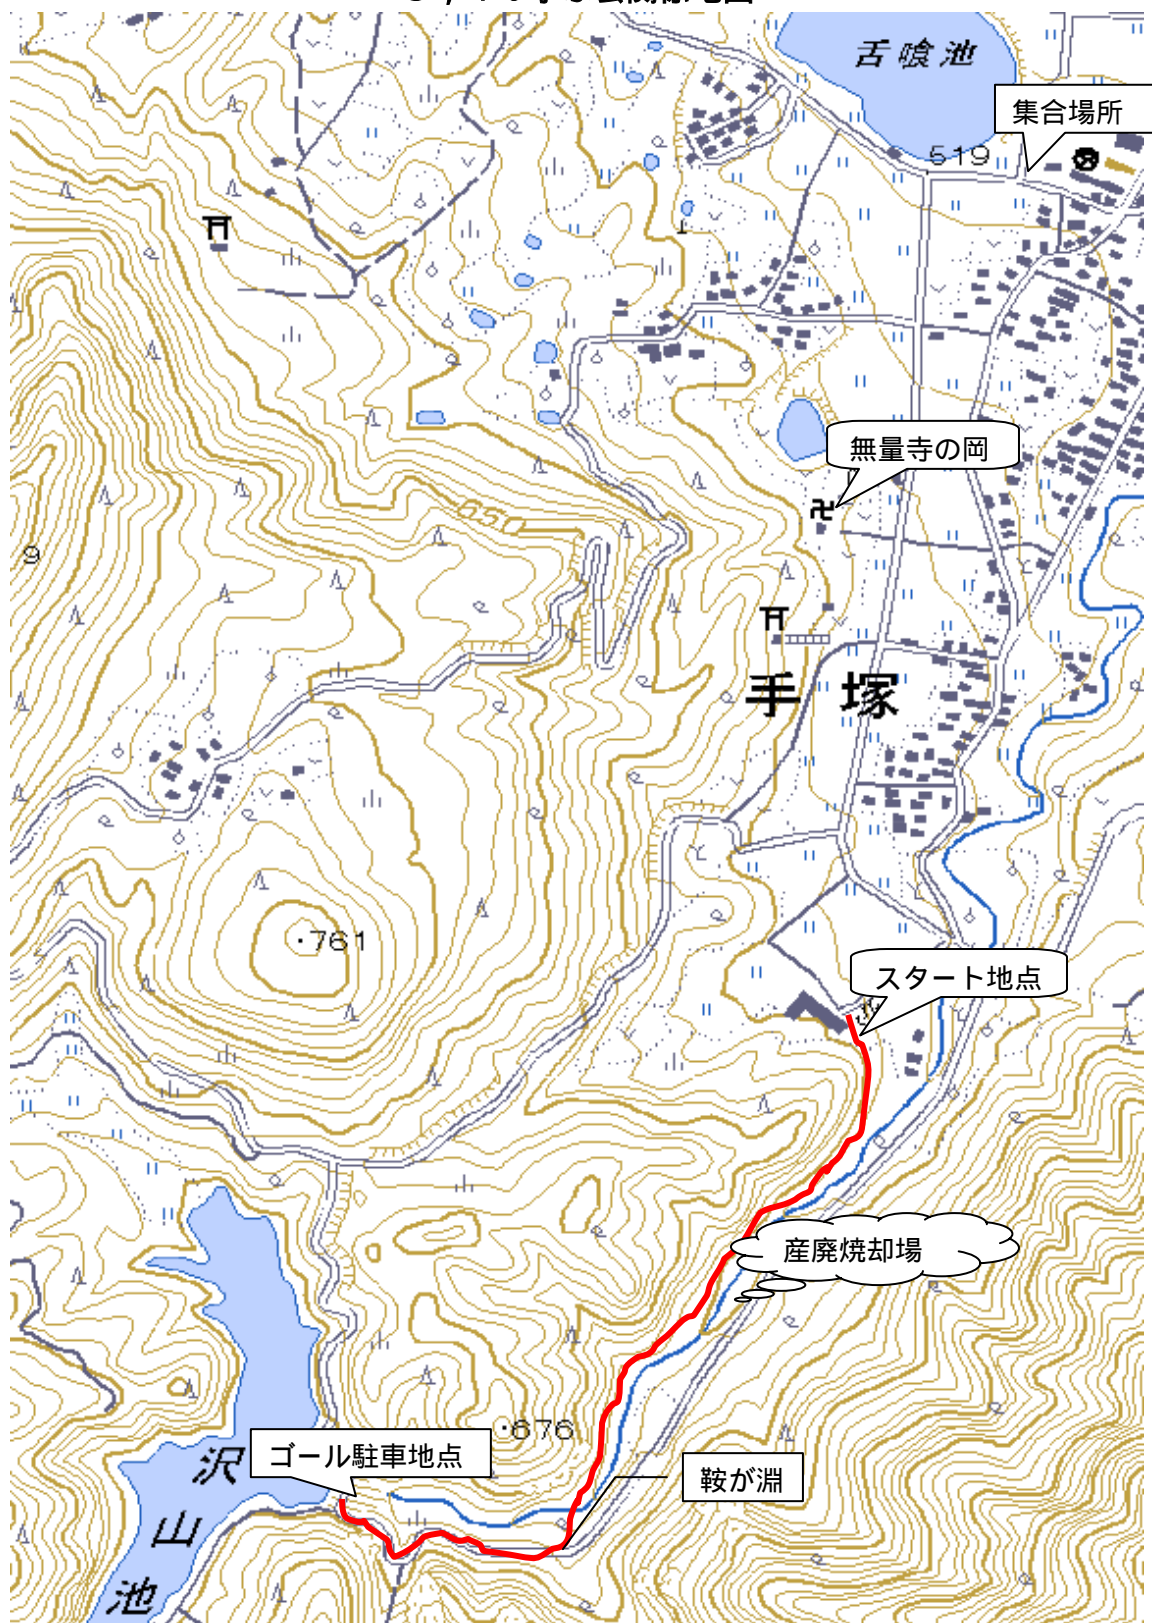 舌喰池
集合場所
519
無量寺の岡
650
9
手塚
761
スタート地点
産廃焼却場
676
ゴール駐車地点
沢山池
鞍が淵